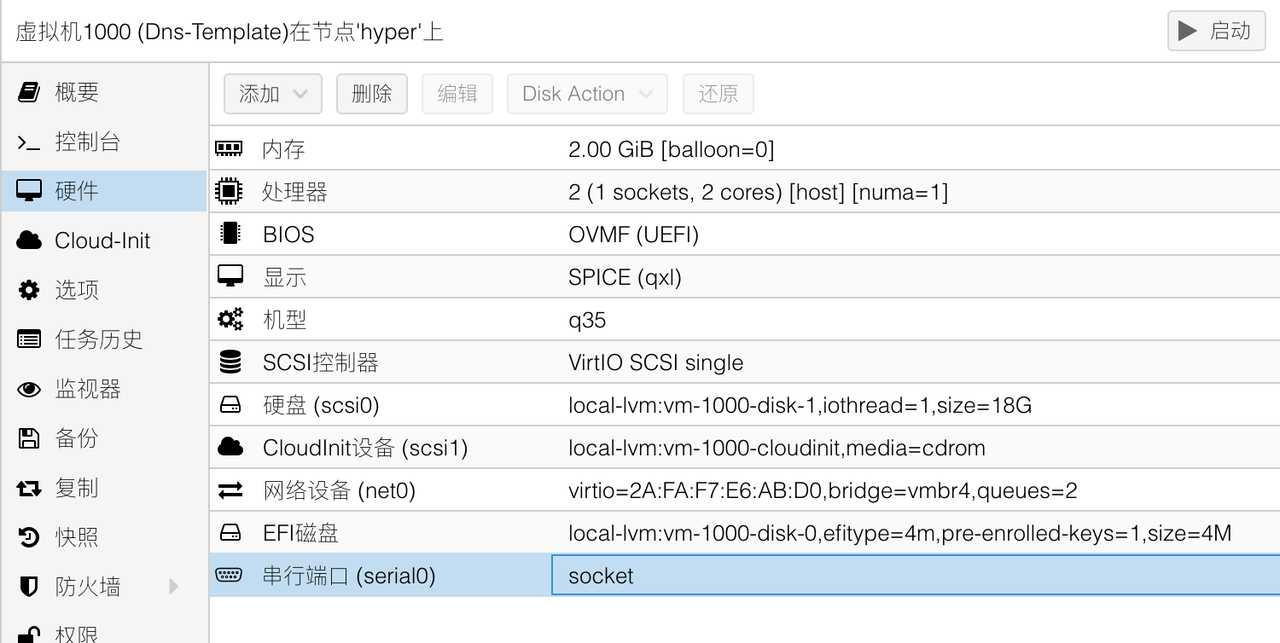 虚拟机1000 (Dns-Template)在节点'hyper'上
启动
概要
控制台
硬件
Cloud-Init
选项
任务历史
监视器
备份
复制
快照
防火墙
权限
添加 删除 编辑 Disk Action 还原
内存 2.00 GiB [balloon=0]
处理器 2 (1 sockets, 2 cores) [host] [numa=1]
BIOS OVMF (UEFI)
显示 SPICE (qxl)
机型 q35
SCSI控制器 VirtIO SCSI single
硬盘 (scsi0) local-lvm:vm-1000-disk-1,iothread=1,size=18G
CloudInit设备 (scsi1) local-lvm:vm-1000-cloudinit,media=cdrom
网络设备 (net0) virtio=2A:FA:F7:E6:AB:D0,bridge=vmbr4,queues=2
EFI磁盘 local-lvm:vm-1000-disk-0,efitype=4m,pre-enrolled-keys=1,size=4M
串行端口 (serial0) socket